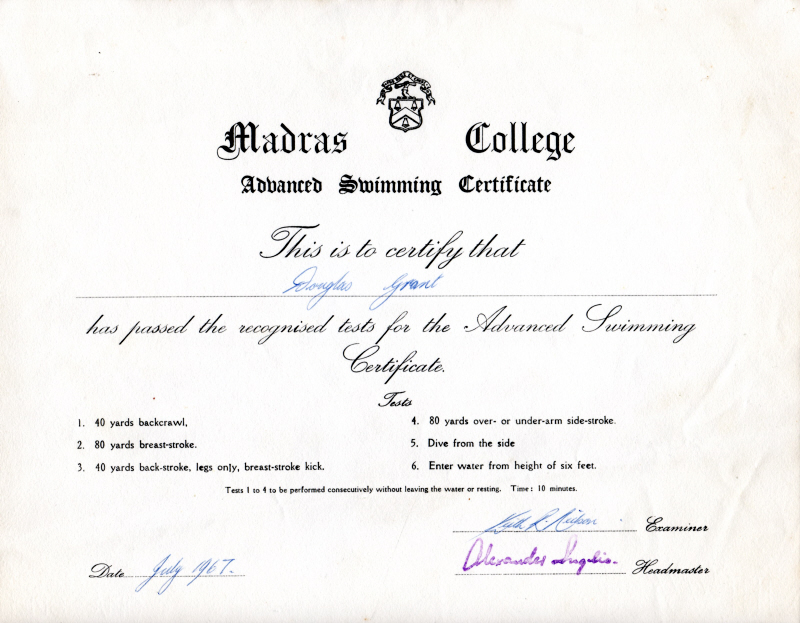 Madras College
Advanced Swimming Certificate
This is to certify that
Douglas Grant
has passed the recognised tests for the Advanced Swimming
Certificate.
Tests
1. 40 yards backcrawl,
2. 80 yards breast-stroke.
3. 40 yards back-stroke, legs only, breast-stroke kick.
4. 80 yards over- or under-arm side-stroke.
5. Dive from the side
6. Enter water from height of six feet.
Tests 1 to 4 to be performed consecutively without leaving the water or resting. Time: 10 minutes.
Examiner
Alexander Inglis.
Headmaster
Date July 1967.